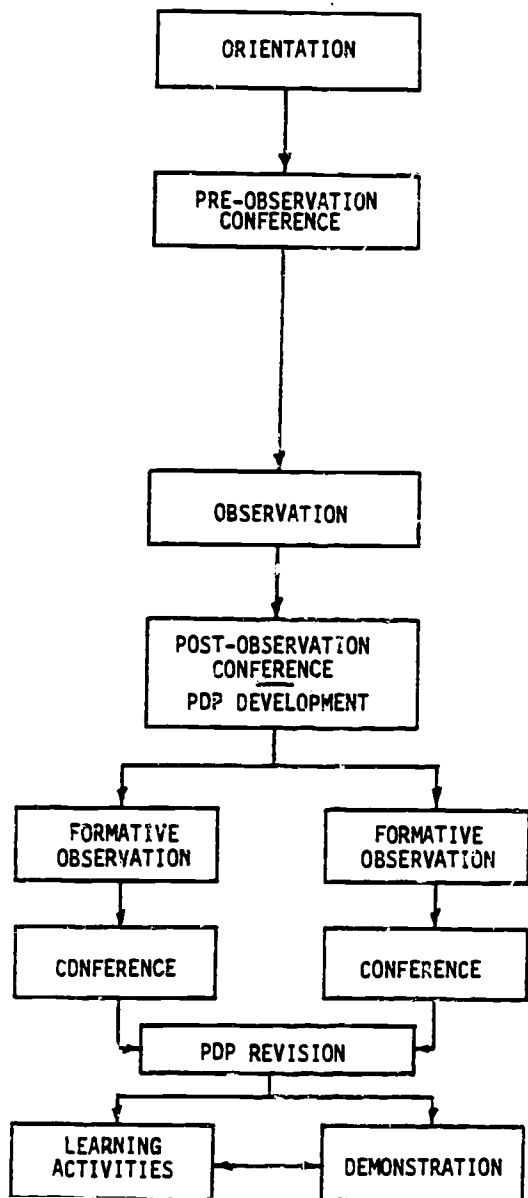 ORIENTATION
PRE-OBSERVATION
CONFERENCE
OBSERVATION
POST-OBSERVATION
CONFERENCE
PDP DEVELOPMENT
FORMATIVE
OBSERVATION
FORMATIVE
OBSERVATION
CONFERENCE
CONFERENCE
PDP REVISION
LEARNING
ACTIVITIES
DEMONSTRATION